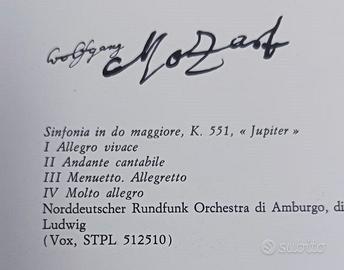 Wolfgang Mozart
Sinfonia in do maggiore, K. 551, « Jupiter »
I Allegro vivace
II Andante cantabile
III Menuetto. Allegretto
IV Molto allegro
Norddeutscher Rundfunk Orchestra di Amburgo, di
Ludwig
(Vox, STPL 512510)
subito